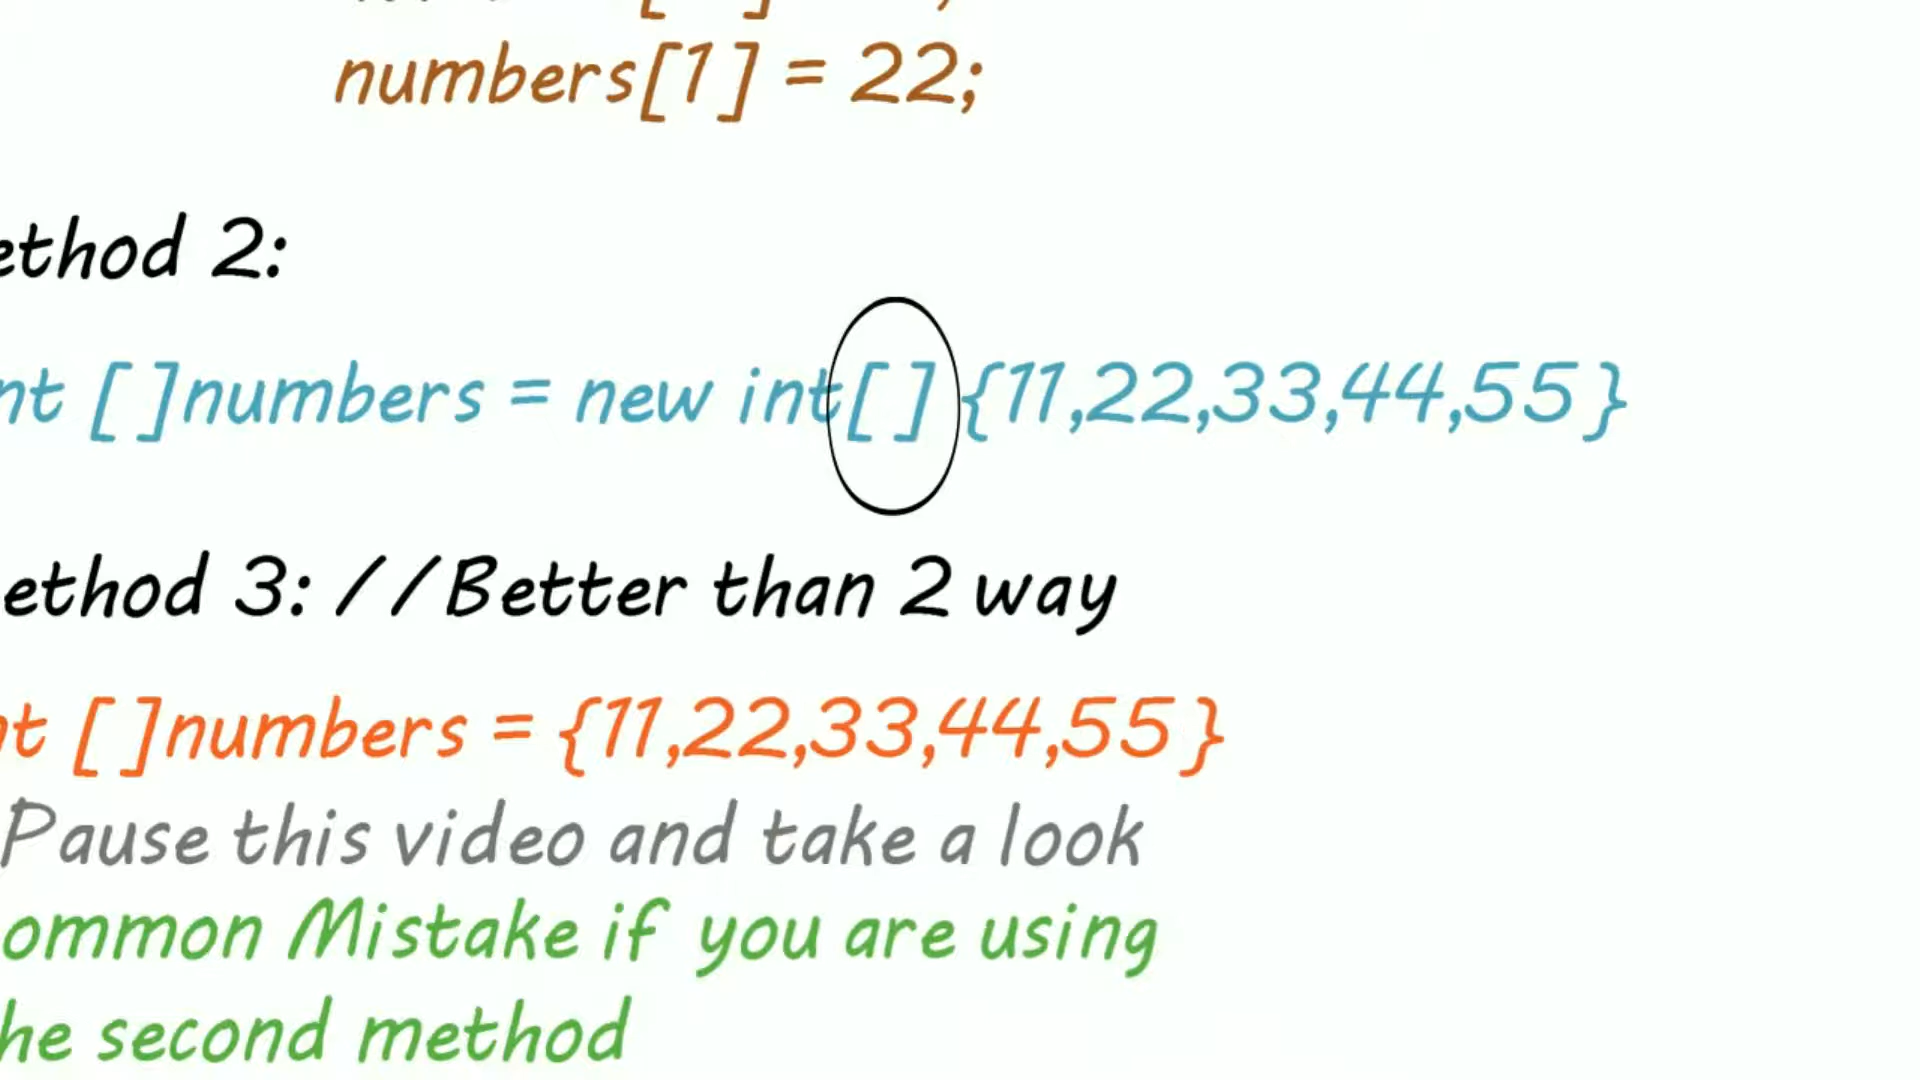 numbers[1] = 22;
ethod 2:
nt []numbers = new int[] {11,22,33,44,55}
ethod 3: //Better than 2 way
nt []numbers = {11,22,33,44,55}
Pause this video and take a look
ommon Mistake if you are using
he second method